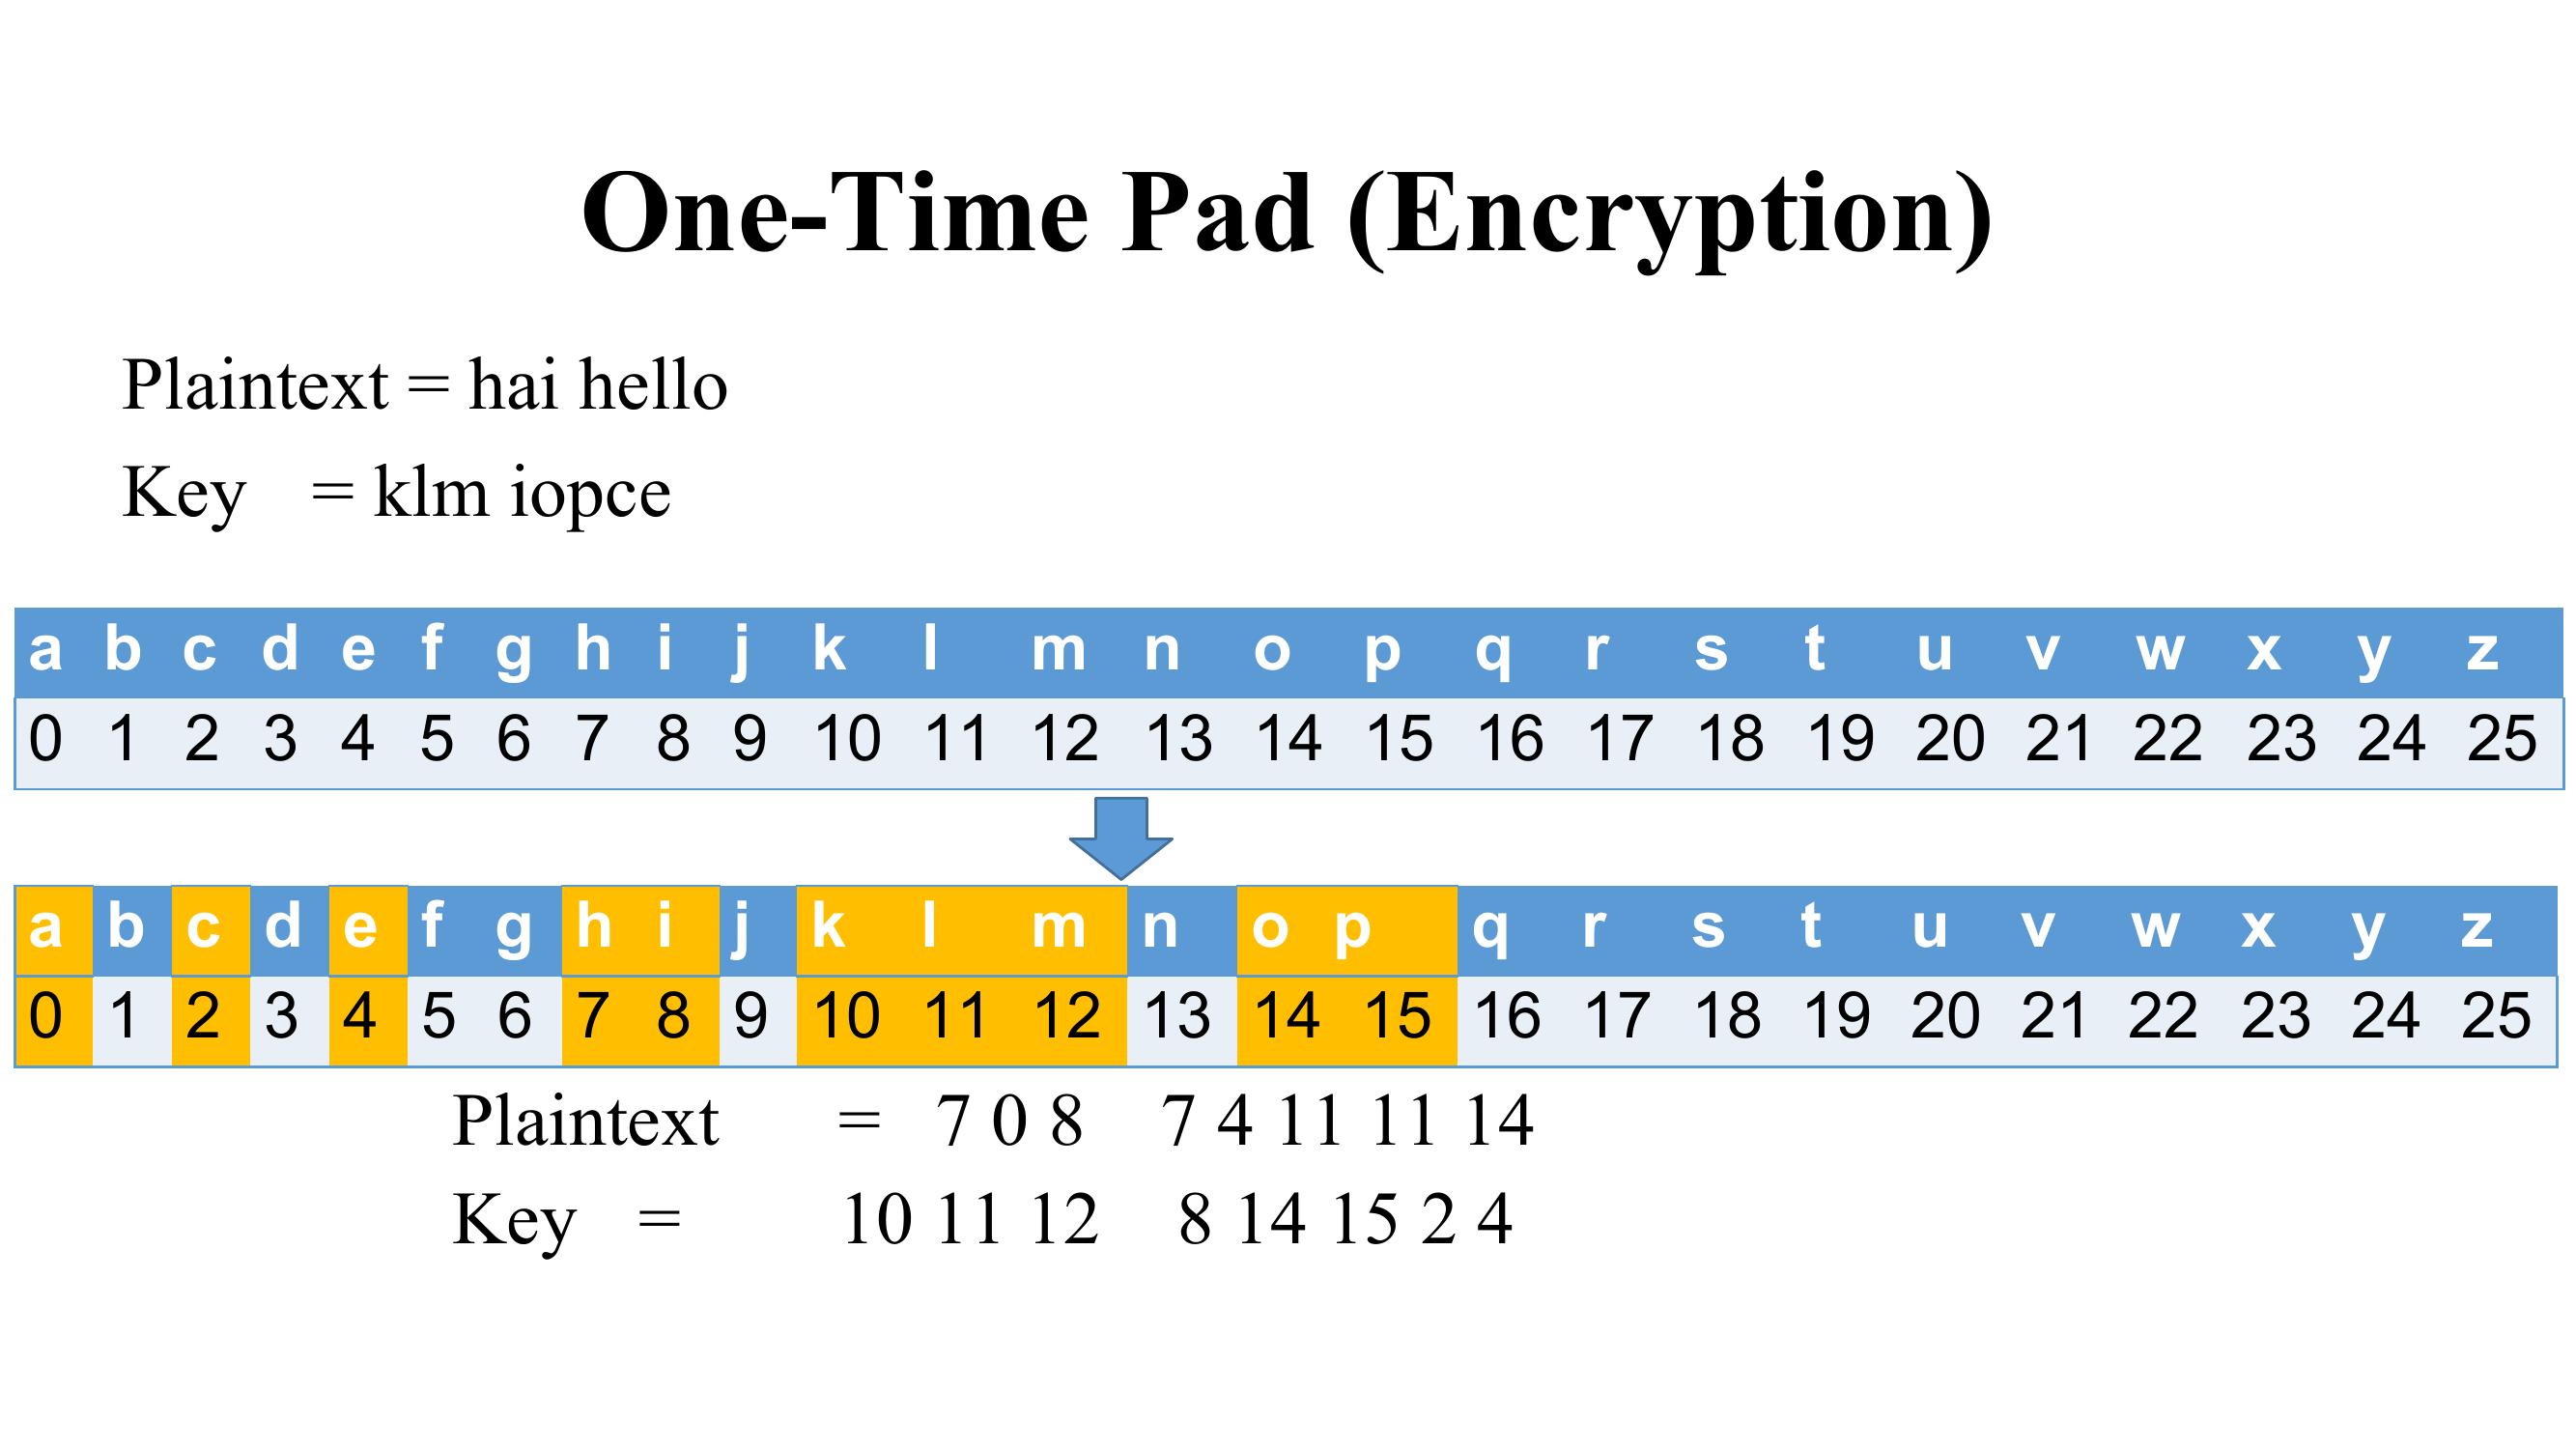 One-Time Pad (Encryption)
Plaintext = hai hello
Key = klm iopce
a b c d e f g h i j k l m n o p q r s t u v w x y z
0 1 2 3 4 5 6 7 8 9 10 11 12 13 14 15 16 17 18 19 20 21 22 23 24 25
a b c d e f g h i j k l m n o p q r s t u v w x y z
0 1 2 3 4 5 6 7 8 9 10 11 12 13 14 15 16 17 18 19 20 21 22 23 24 25
Plaintext = 7 0 8 7 4 11 11 14
Key = 10 11 12 8 14 15 2 4